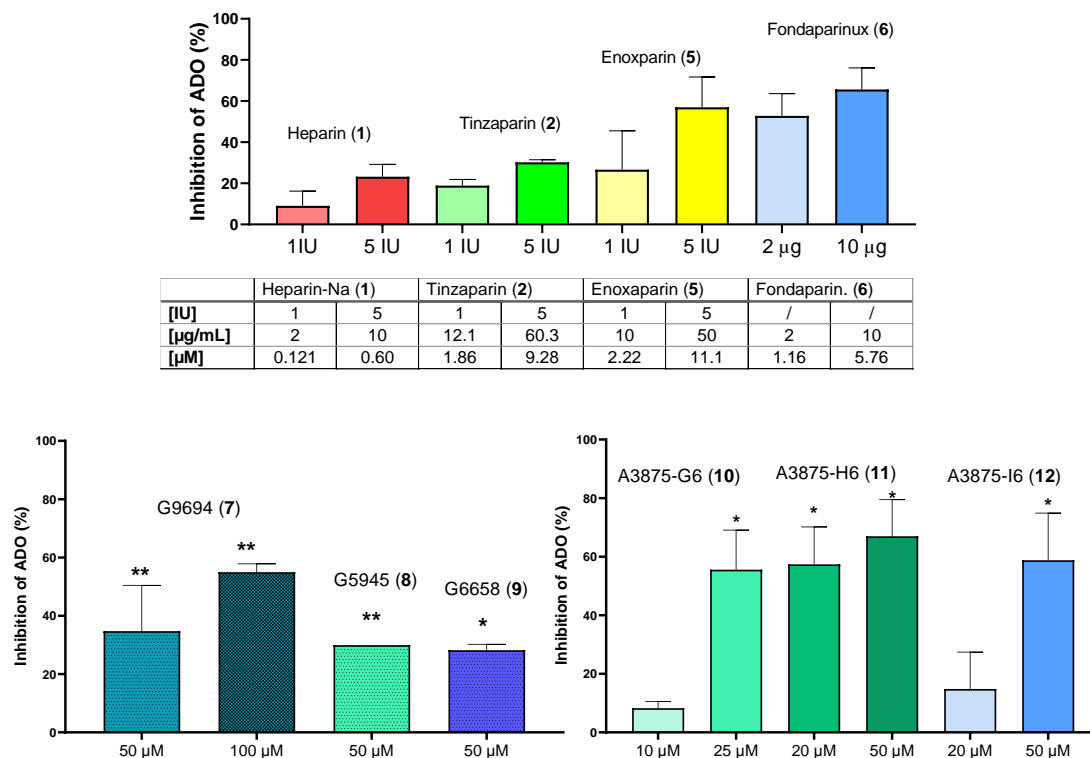 Inhibition of ADO (%)
100
80
60
40
20
0
Heparin (1)
Tinzaparin (2)
Enoxparin (5)
Fondaparinux (6)
1IU 5 IU 1 IU 5 IU 1 IU 5 IU 2 μg 10 μg
Heparin-Na (1) Tinzaparin (2) Enoxaparin (5) Fondaparin. (6)
[IU] 1 5 1 5 1 5 / /
[µg/mL] 2 10 12.1 60.3 10 50 2 10
[µM] 0.121 0.60 1.86 9.28 2.22 11.1 1.16 5.76
Inhibition of ADO (%)
100
80
60
40
20
0
G9694 (7)
** **
G5945 (8)
**
G6658 (9)
*
50 µM 100 µM 50 µM 50 µM
Inhibition of ADO (%)
100
80
60
40
20
0
A3875-G6 (10)
*
A3875-H6 (11)
* *
A3875-I6 (12)
*
10 µM 25 µM 20 µM 50 µM 20 µM 50 µM